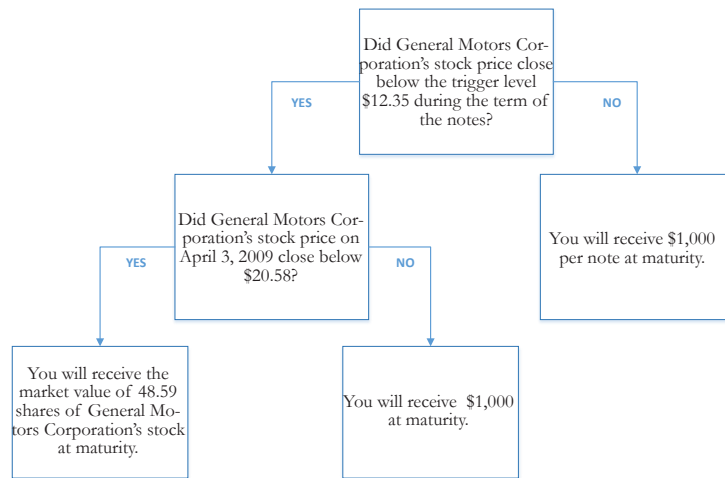 Did General Motors Cor-
poration's stock price close
below the trigger level
$12.35 during the term of
the notes?
YES
NO
Did General Motors Cor-
poration's stock price on
April 3, 2009 close below
$20.58?
You will receive $1,000
per note at maturity.
YES
NO
You will receive the
market value of 48.59
shares of General Mo-
tors Corporation's stock
at maturity.
You will receive $1,000
at maturity.